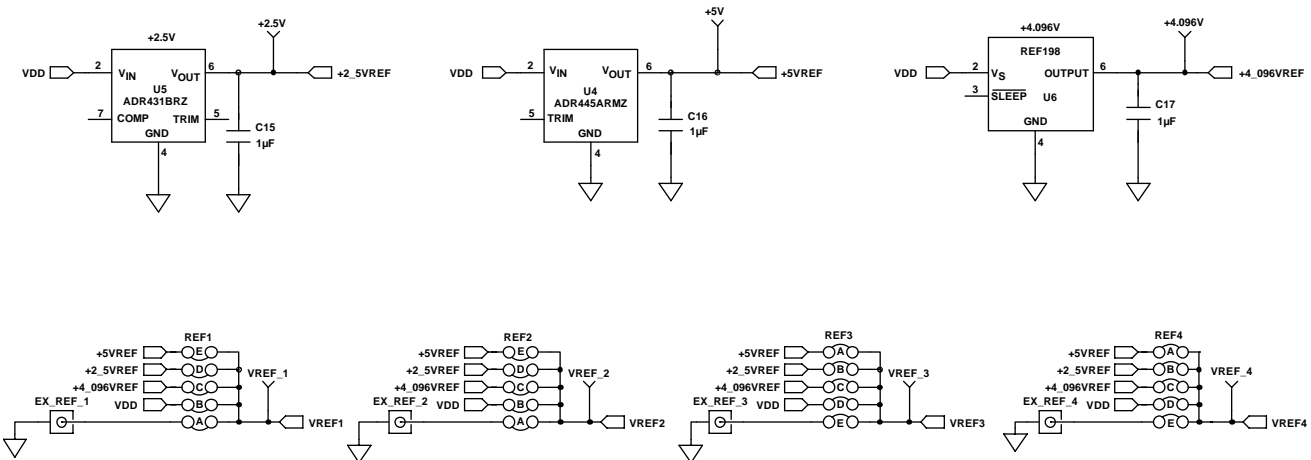 +2.5V
+2.5V
VDD
2
VIN
VOUT
6
+2_5VREF
U5
ADR431BRZ
7
COMP
TRIM
5
GND
4
C15
1µF
+5V
VDD
2
VIN
VOUT
6
+5VREF
U4
ADR445ARMZ
5
TRIM
GND
4
C16
1µF
+4.096V
+4.096V
REF198
VDD
2
VS
OUTPUT
6
+4_096VREF
3
SLEEP
U6
GND
4
C17
1µF
REF1
+5VREF
E
+2_5VREF
D
VREF_1
+4_096VREF
C
EX_REF_1
VDD
B
A
VREF1
REF2
+5VREF
E
+2_5VREF
D
VREF_2
+4_096VREF
C
EX_REF_2
VDD
B
A
VREF2
REF3
+5VREF
A
+2_5VREF
B
VREF_3
+4_096VREF
C
EX_REF_3
VDD
D
E
VREF3
REF4
+5VREF
A
+2_5VREF
B
VREF_4
+4_096VREF
C
EX_REF_4
VDD
D
E
VREF4